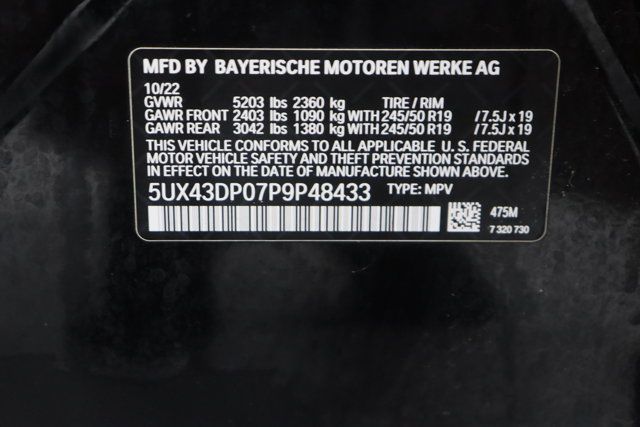 MFD BY BAYERISCHE MOTOREN WERKE AG
10/22
GVWR 5203 lbs 2360 kg TIRE / RIM
GAWR FRONT 2403 lbs 1090 kg WITH 245/50 R19 /7.5J x 19
GAWR REAR 3042 lbs 1380 kg WITH 245/50 R19 /7.5J x 19
THIS VEHICLE CONFORMS TO ALL APPLICABLE U. S. FEDERAL
MOTOR VEHICLE SAFETY AND THEFT PREVENTION STANDARDS
IN EFFECT ON THE DATE OF MANUFACTURE SHOWN ABOVE.
5UX43DP07P9P48433 TYPE: MPV
475M
7 320 730